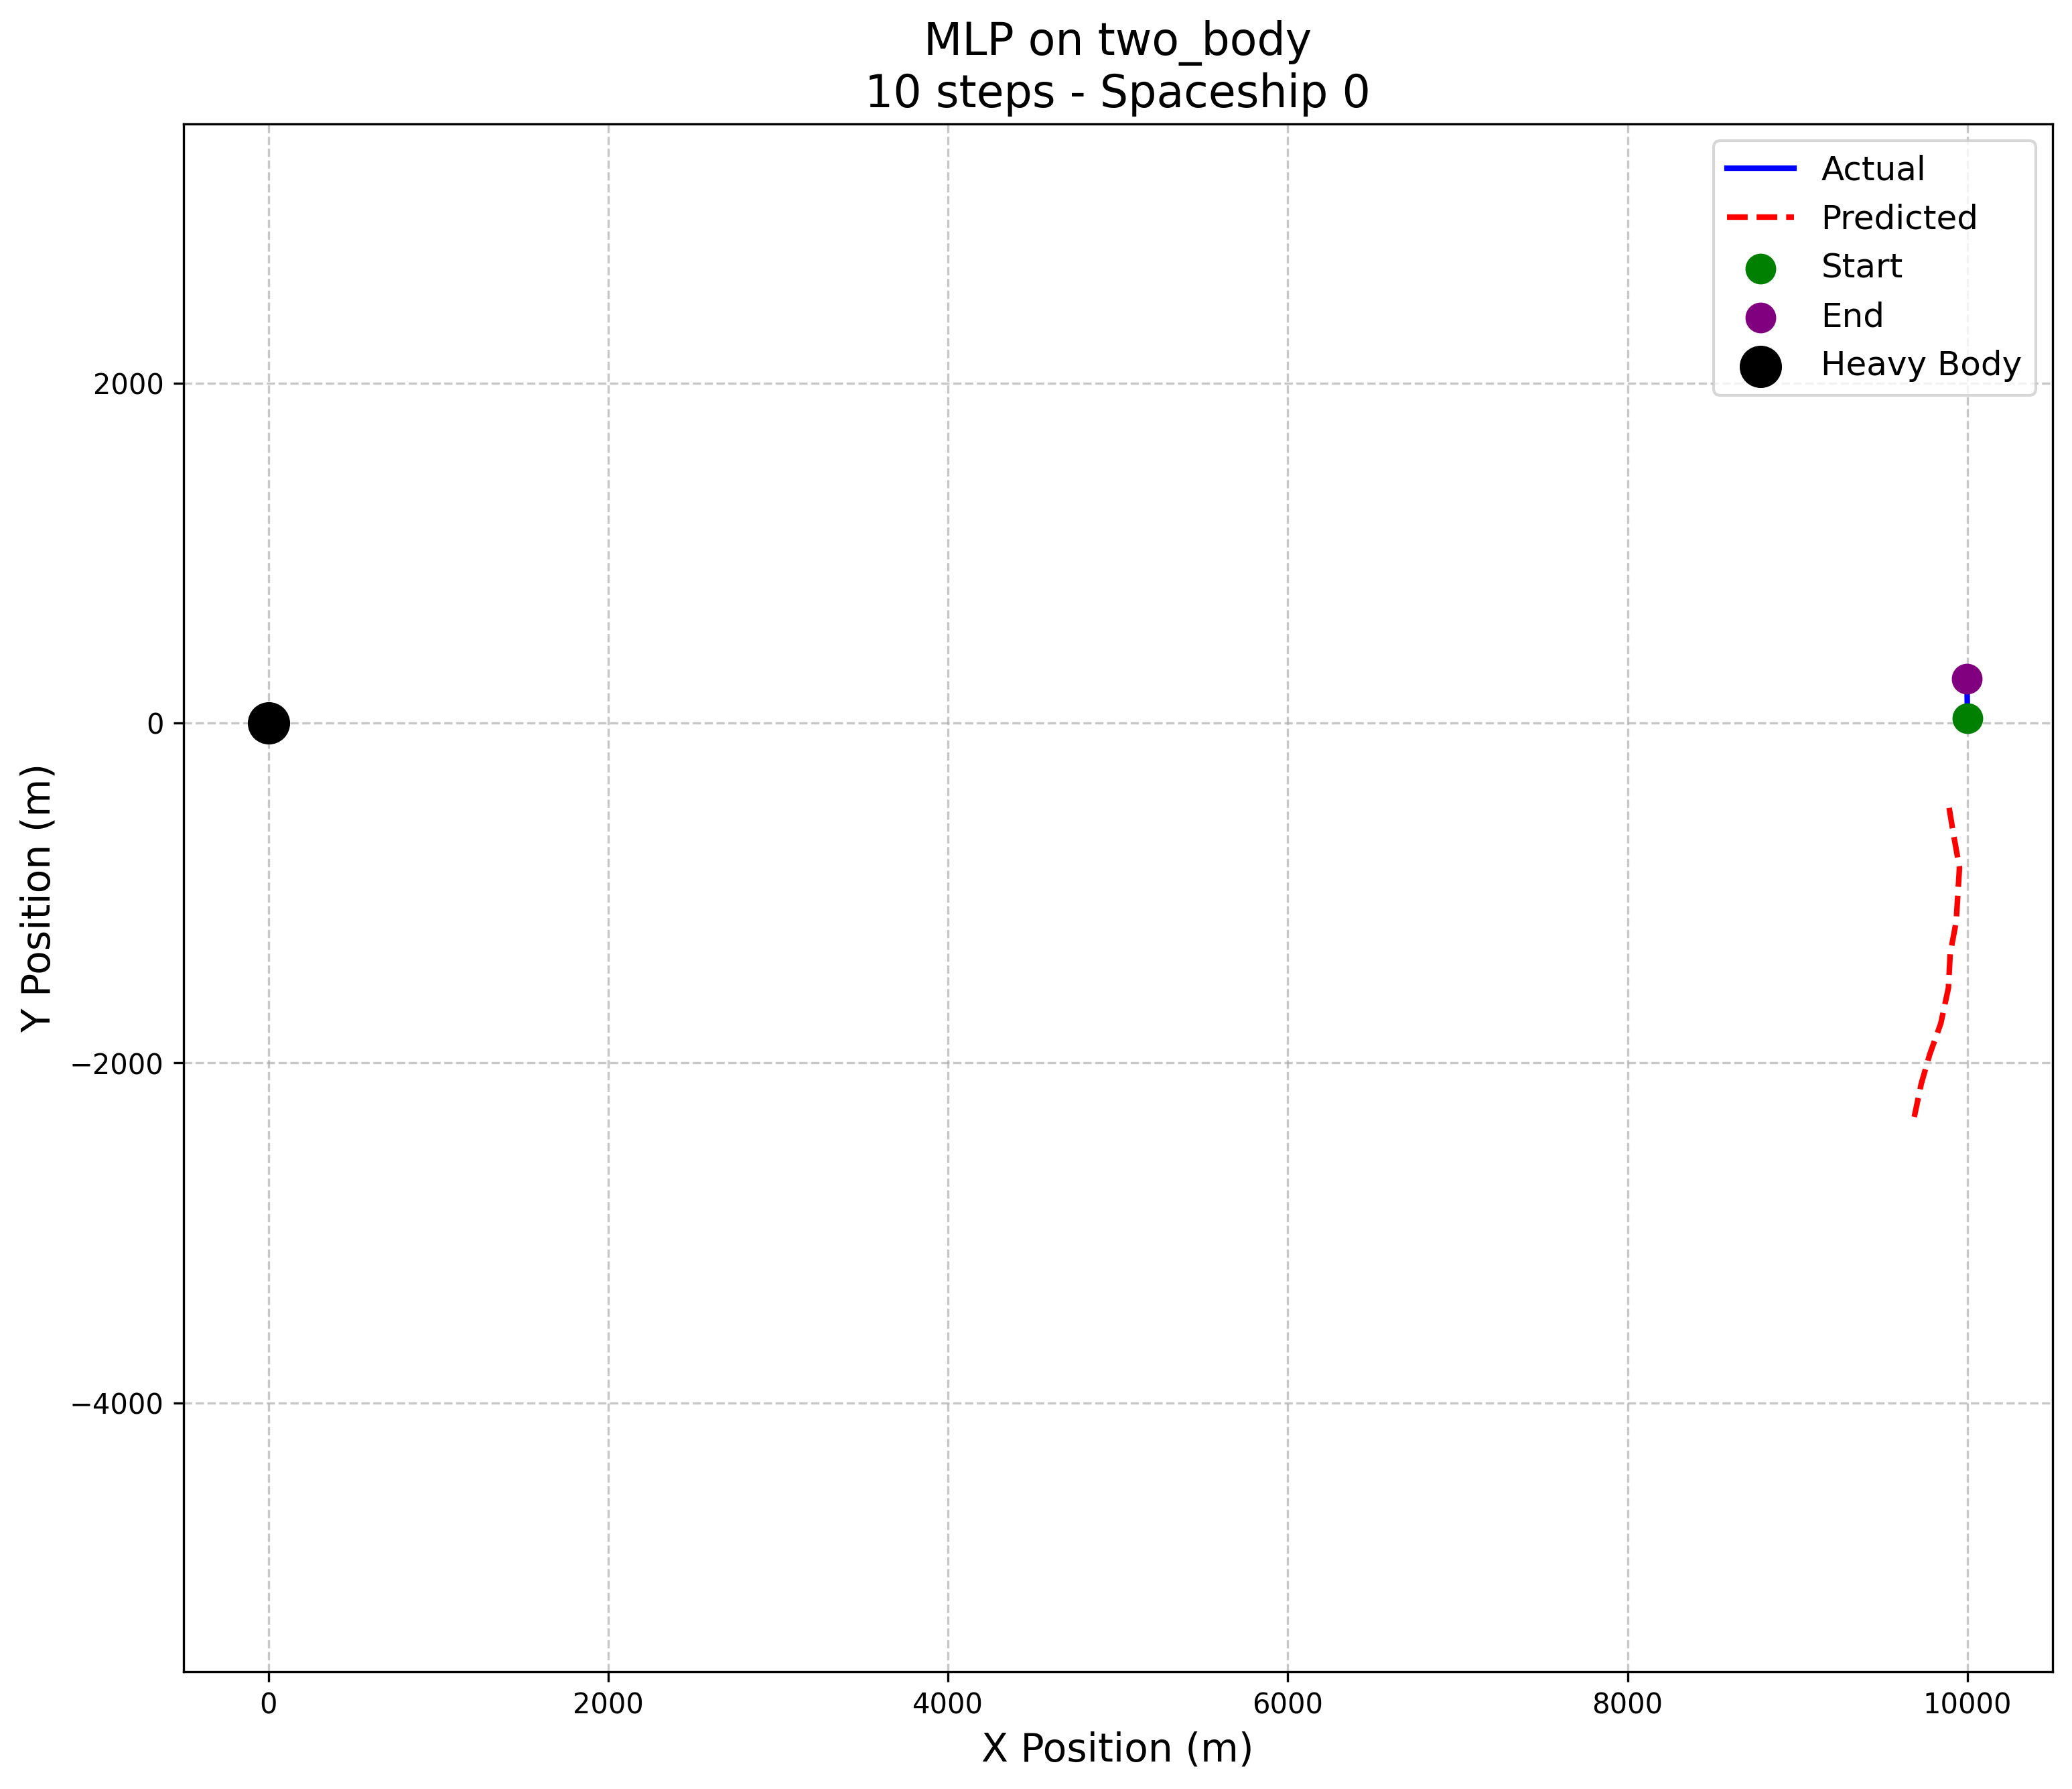 MLP on two_body
10 steps - Spaceship 0
Actual
Predicted
Start
End
Heavy Body
Y Position (m)
2000
0
−2000
−4000
0
2000
4000
6000
8000
10000
X Position (m)